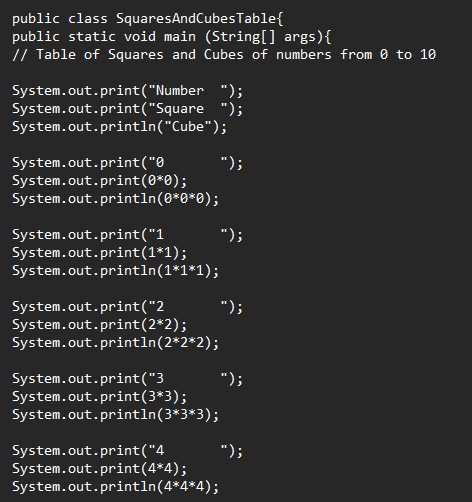 public class SquaresAndCubesTable{
public static void main (String[] args){
// Table of Squares and Cubes of numbers from 0 to 10

System.out.print("Number  ");
System.out.print("Square  ");
System.out.println("Cube");

System.out.print("0       ");
System.out.print(0*0);
System.out.println(0*0*0);

System.out.print("1       ");
System.out.print(1*1);
System.out.println(1*1*1);

System.out.print("2       ");
System.out.print(2*2);
System.out.println(2*2*2);

System.out.print("3       ");
System.out.print(3*3);
System.out.println(3*3*3);

System.out.print("4       ");
System.out.print(4*4);
System.out.println(4*4*4);